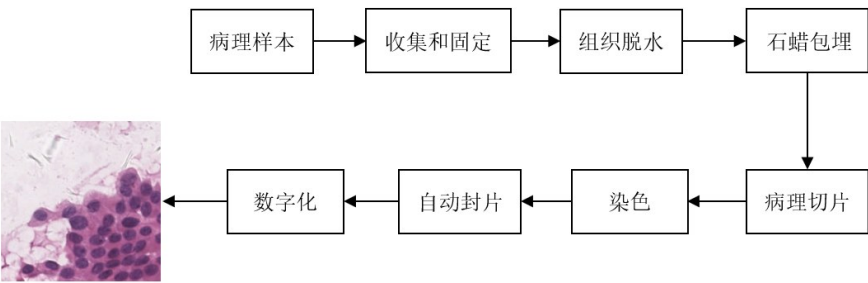 病理样本
收集和固定
组织脱水
石蜡包埋
病理切片
染色
自动封片
数字化